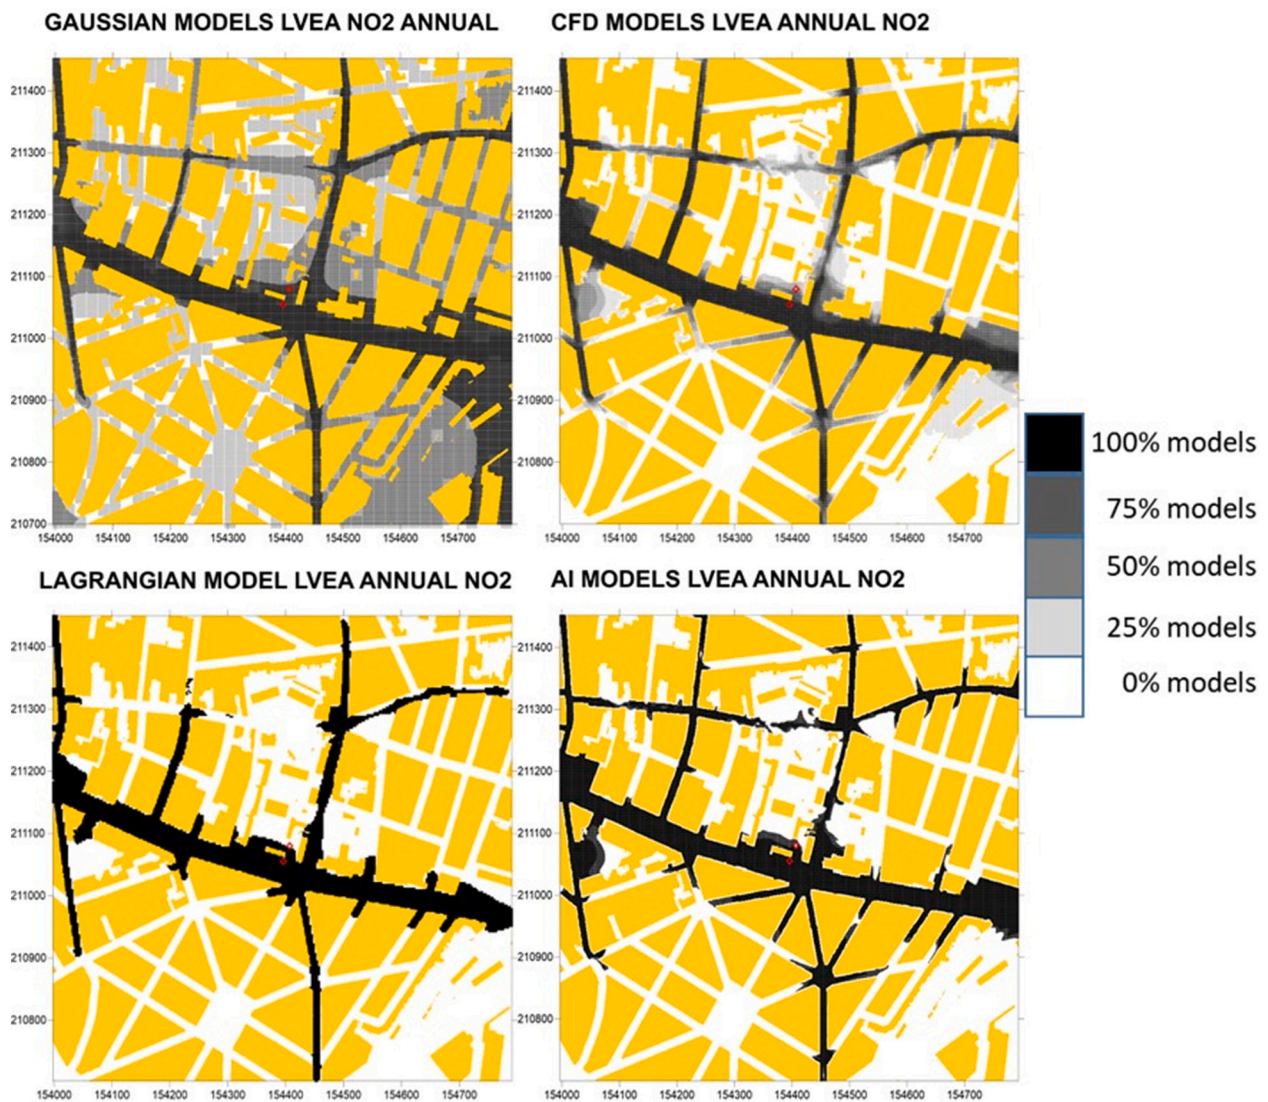 GAUSSIAN MODELS LVEA NO2 ANNUAL
CFD MODELS LVEA ANNUAL NO2
211400
211300
211200
211100
211000
210900
210800
210700
154000 154100 154200 154300 154400 154500 154600 154700
211400
211300
211200
211100
211000
210900
210800
210700
154000 154100 154200 154300 154400 154500 154600 154700
100% models
75% models
50% models
25% models
0% models
LAGRANGIAN MODEL LVEA ANNUAL NO2
AI MODELS LVEA ANNUAL NO2
211400
211300
211200
211100
211000
210900
210800
154000 154100 154200 154300 154400 154500 154600 154700
211400
211300
211200
211100
211000
210900
210800
154000 154100 154200 154300 154400 154500 154600 154700